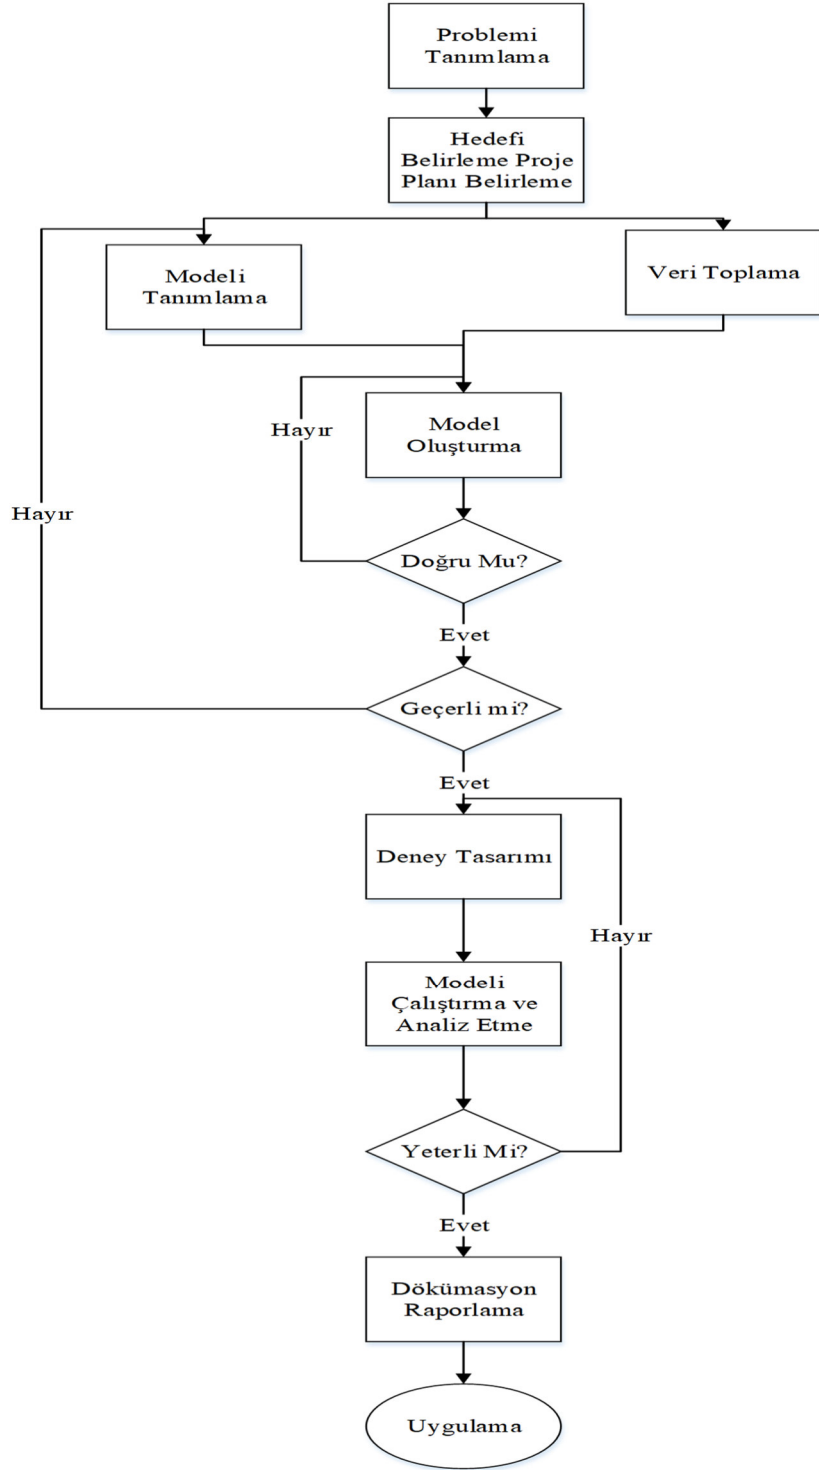 Problemi
Tanımlama
Hedefi
Belirleme Proje
Planı Belirleme
Modeli
Tanımlama
Veri Toplama
Model
Oluşturma
Hayır
Hayır
Doğru Mu?
Evet
Geçerli mi?
Evet
Deney Tasarımı
Hayır
Modeli
Çalıştırma ve
Analiz Etme
Yeterli Mi?
Evet
Dökümasyon
Raporlama
Uygulama